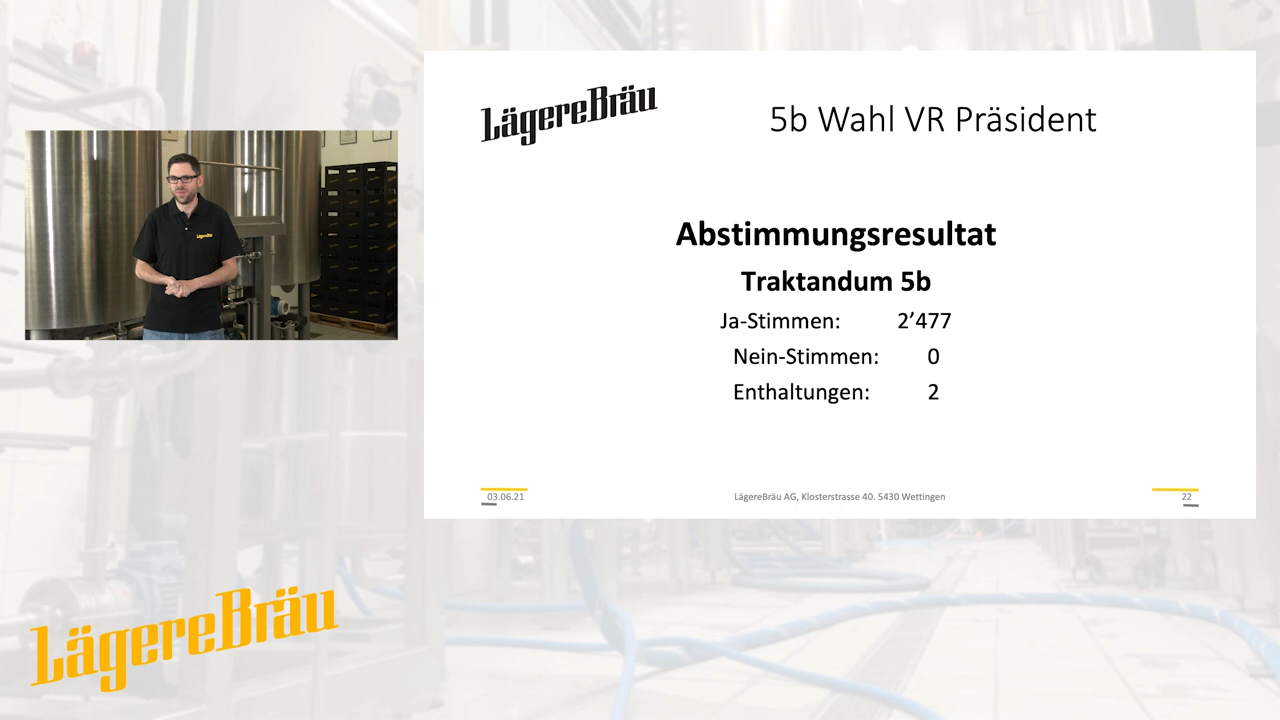 LägereBräu
5b Wahl VR Präsident
LägereBräu
Abstimmungsresultat
Traktandum 5b
Ja-Stimmen: 2’477
Nein-Stimmen: 0
Enthaltungen: 2
03.06.21
LägereBräu AG, Klosterstrasse 40. 5430 Wettingen
22
LägereBräu